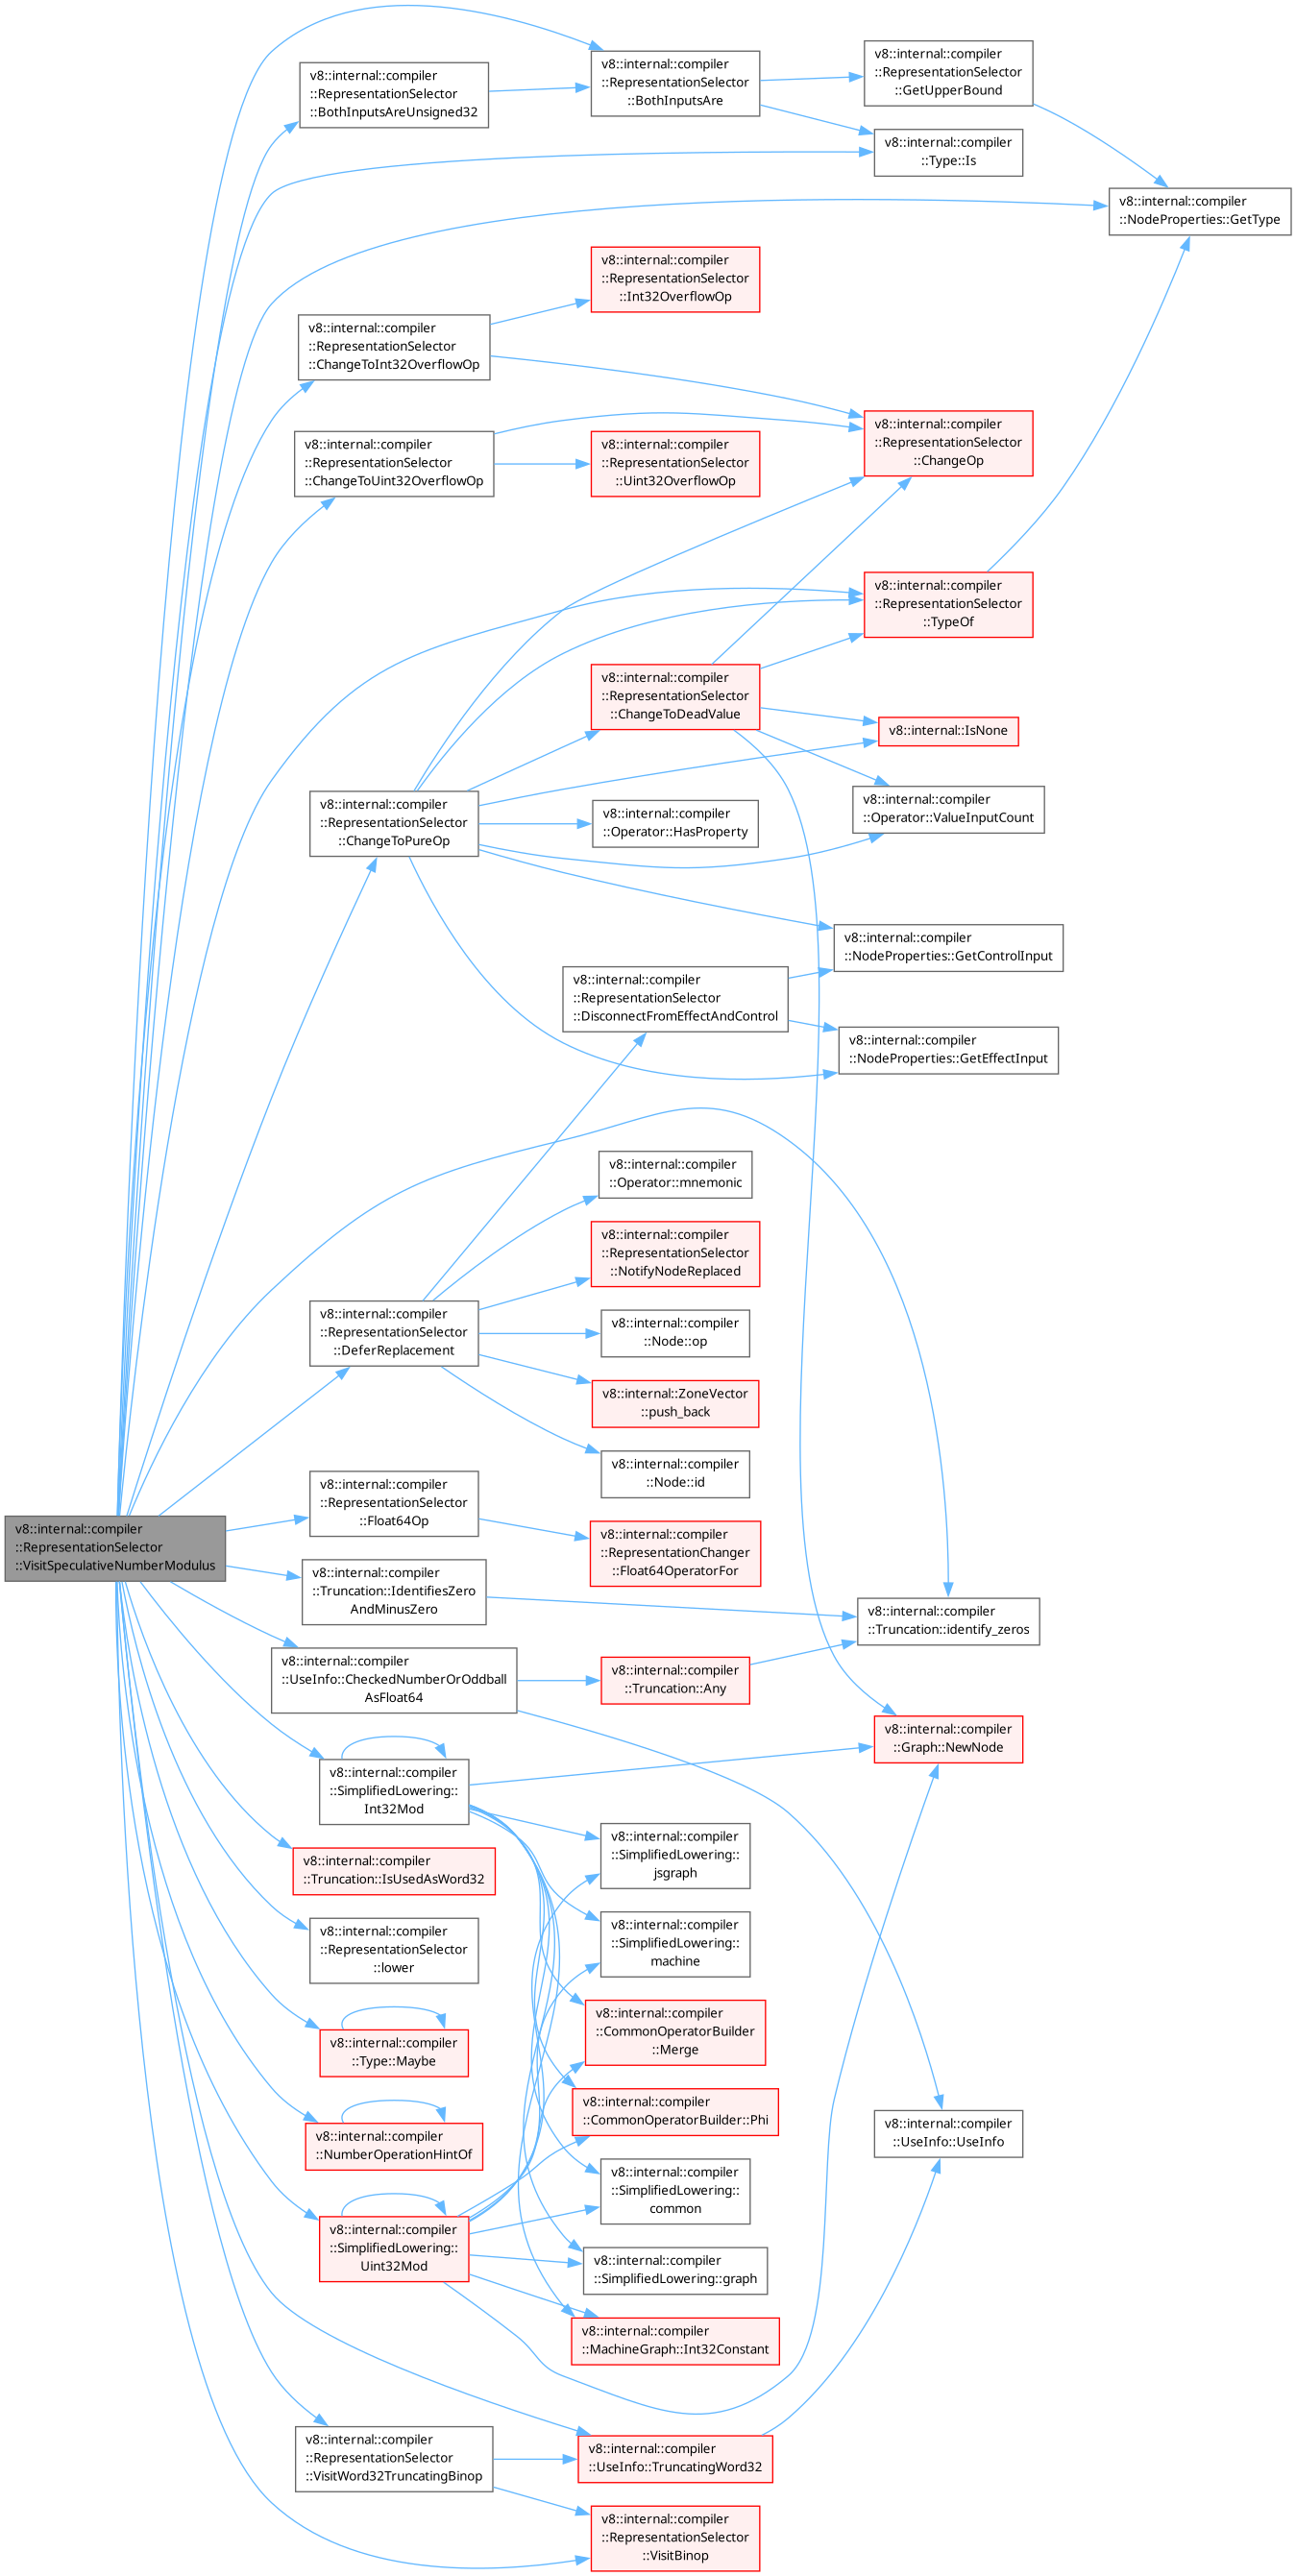 v8::internal::compiler
::RepresentationSelector
::BothInputsAre
v8::internal::compiler
::RepresentationSelector
::GetUpperBound
v8::internal::compiler
::RepresentationSelector
::BothInputsAreUnsigned32
v8::internal::compiler
::Type::Is
v8::internal::compiler
::NodeProperties::GetType
v8::internal::compiler
::RepresentationSelector
::Int32OverflowOp
v8::internal::compiler
::RepresentationSelector
::ChangeToInt32OverflowOp
v8::internal::compiler
::RepresentationSelector
::ChangeOp
v8::internal::compiler
::RepresentationSelector
::ChangeToUint32OverflowOp
v8::internal::compiler
::RepresentationSelector
::Uint32OverflowOp
v8::internal::compiler
::RepresentationSelector
::TypeOf
v8::internal::compiler
::RepresentationSelector
::ChangeToDeadValue
v8::internal::IsNone
v8::internal::compiler
::Operator::ValueInputCount
v8::internal::compiler
::RepresentationSelector
::ChangeToPureOp
v8::internal::compiler
::Operator::HasProperty
v8::internal::compiler
::NodeProperties::GetControlInput
v8::internal::compiler
::RepresentationSelector
::DisconnectFromEffectAndControl
v8::internal::compiler
::NodeProperties::GetEffectInput
v8::internal::compiler
::Operator::mnemonic
v8::internal::compiler
::RepresentationSelector
::NotifyNodeReplaced
v8::internal::compiler
::RepresentationSelector
::DeferReplacement
v8::internal::compiler
::Node::op
v8::internal::ZoneVector
::push_back
v8::internal::compiler
::Node::id
v8::internal::compiler
::RepresentationSelector
::Float64Op
v8::internal::compiler
::RepresentationSelector
::VisitSpeculativeNumberModulus
v8::internal::compiler
::RepresentationChanger
::Float64OperatorFor
v8::internal::compiler
::Truncation::IdentifiesZero
AndMinusZero
v8::internal::compiler
::Truncation::identify_zeros
v8::internal::compiler
::UseInfo::CheckedNumberOrOddball
AsFloat64
v8::internal::compiler
::Truncation::Any
v8::internal::compiler
::Graph::NewNode
v8::internal::compiler
::SimplifiedLowering::
Int32Mod
v8::internal::compiler
::SimplifiedLowering::
jsgraph
v8::internal::compiler
::Truncation::IsUsedAsWord32
v8::internal::compiler
::SimplifiedLowering::
machine
v8::internal::compiler
::RepresentationSelector
::lower
v8::internal::compiler
::CommonOperatorBuilder
::Merge
v8::internal::compiler
::Type::Maybe
v8::internal::compiler
::CommonOperatorBuilder::Phi
v8::internal::compiler
::UseInfo::UseInfo
v8::internal::compiler
::NumberOperationHintOf
v8::internal::compiler
::SimplifiedLowering::
common
v8::internal::compiler
::SimplifiedLowering::
Uint32Mod
v8::internal::compiler
::SimplifiedLowering::graph
v8::internal::compiler
::MachineGraph::Int32Constant
v8::internal::compiler
::RepresentationSelector
::VisitWord32TruncatingBinop
v8::internal::compiler
::UseInfo::TruncatingWord32
v8::internal::compiler
::RepresentationSelector
::VisitBinop